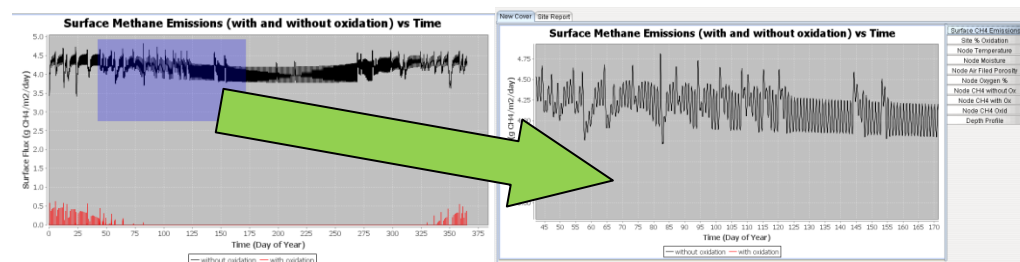 Surface Methane Emissions (with and without oxidation) vs Time
Surface Flux (g CH4/m2/day)
5.0
4.5
4.0
3.5
3.0
2.5
2.0
1.5
1.0
0.5
0.0
0 25 50 75 100 125 150 175 200 225 250 275 300 325 350 375
Time (Day of Year)
without oxidation with oxidation
New Cover Site Report
Surface Methane Emissions (with and without oxidation) vs Time
(g CH4/m2/day)
4.75
4.50
4.25
4.00
45 50 55 60 65 70 75 80 85 90 95 100 105 110 115 120 125 130 135 140 145 150 155 160 165 170
Time (Day of Year)
without oxidation with oxidation
Surface CH4 Emissions
Site % Oxidation
Node Temperature
Node Moisture
Node Air Filed Porosity
Node Oxygen %
Node CH4 without Ox
Node CH4 with Ox
Node CH4 Oxid
Depth Profile